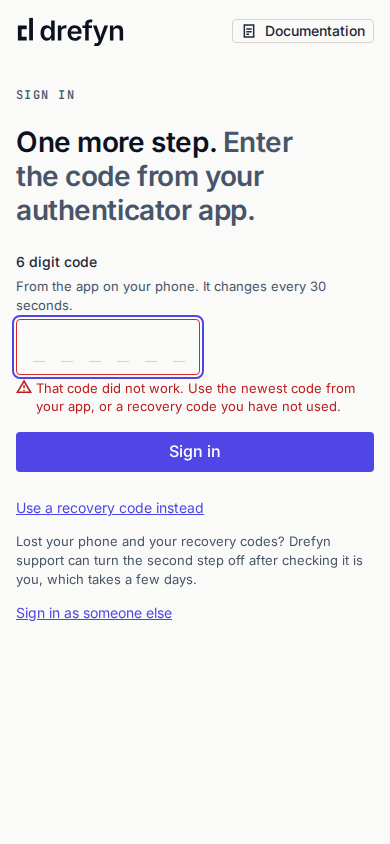 drefyn
Documentation
SIGN IN
One more step. Enter
the code from your
authenticator app.
6 digit code
From the app on your phone. It changes every 30
seconds.
That code did not work. Use the newest code from
your app, or a recovery code you have not used.
Sign in
Use a recovery code instead
Lost your phone and your recovery codes? Drefyn
support can turn the second step off after checking it is
you, which takes a few days.
Sign in as someone else